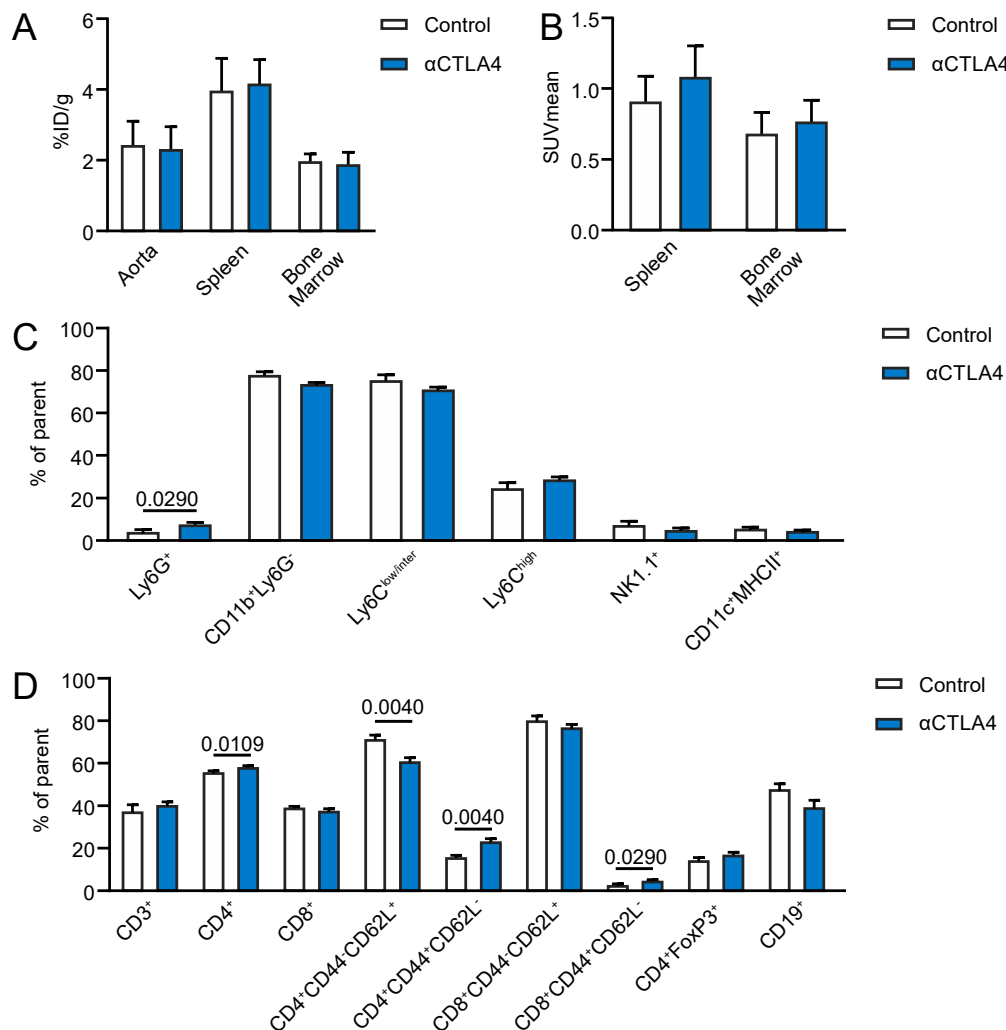 A
%ID/g
6
4
2
0
Aorta
Spleen
Bone
Marrow
Control
αCTLA4
B
SUVmean
1.5
1.0
0.5
0.0
Spleen
Bone
Marrow
Control
αCTLA4
C
% of parent
100
80
60
40
20
0
0.0290
Ly6G⁺
CD11b⁺Ly6G⁻
Ly6C^low/inter
Ly6C^high
NK1.1⁺
CD11c⁺MHCII⁺
Control
αCTLA4
D
% of parent
100
80
60
40
20
0
0.0109
0.0040
0.0040
0.0290
CD3⁺
CD4⁺
CD8⁺
CD4⁺CD44⁻CD62L⁺
CD4⁺CD44⁺CD62L⁻
CD8⁺CD44⁻CD62L⁺
CD8⁺CD44⁺CD62L⁻
CD4⁺FoxP3⁺
CD19⁺
Control
αCTLA4